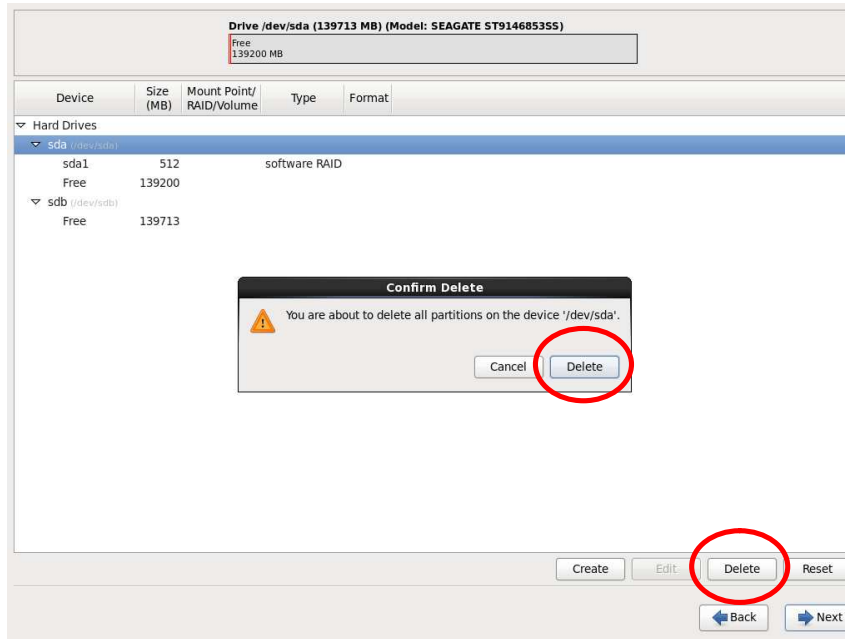 Drive /dev/sda (139713 MB) (Model: SEAGATE ST9146853SS)
Free
139200 MB
Device Size (MB) Mount Point/ RAID/Volume Type Format
Hard Drives
sda (/dev/sda)
sda1 512 software RAID
Free 139200
sdb (/dev/sdb)
Free 139713
Confirm Delete
You are about to delete all partitions on the device '/dev/sda'.
Cancel Delete
Create Edit Delete Reset
Back Next